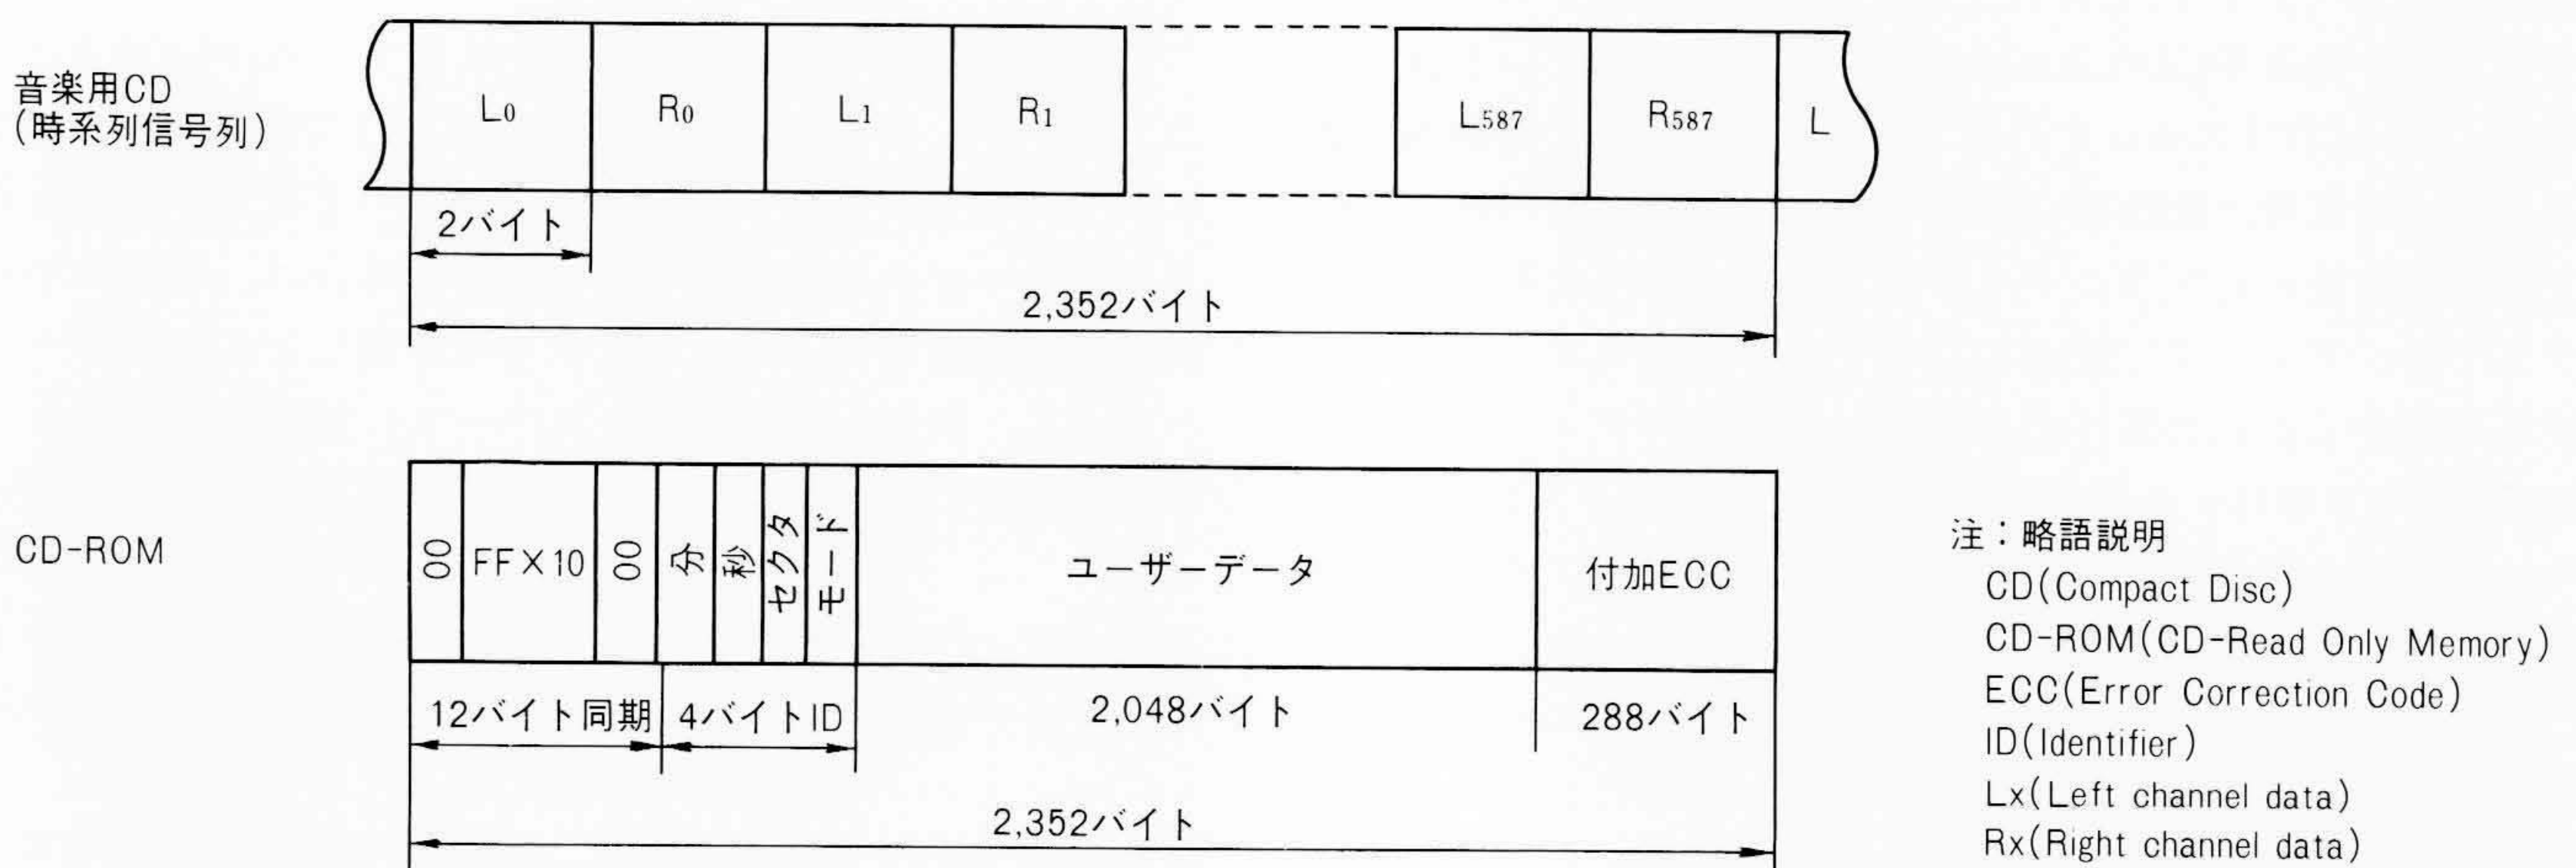 音楽用CD
(時系列信号列)
L0 R0 L1 R1 L587 R587 L
2バイト
2,352バイト
CD-ROM
00 FF×10 00 分 秒 セクタ モード ユーザーデータ 付加ECC
12バイト同期 4バイトID 2,048バイト 288バイト
2,352バイト
注：略語説明
CD(Compact Disc)
CD-ROM(CD-Read Only Memory)
ECC(Error Correction Code)
ID(Identifier)
Lx(Left channel data)
Rx(Right channel data)